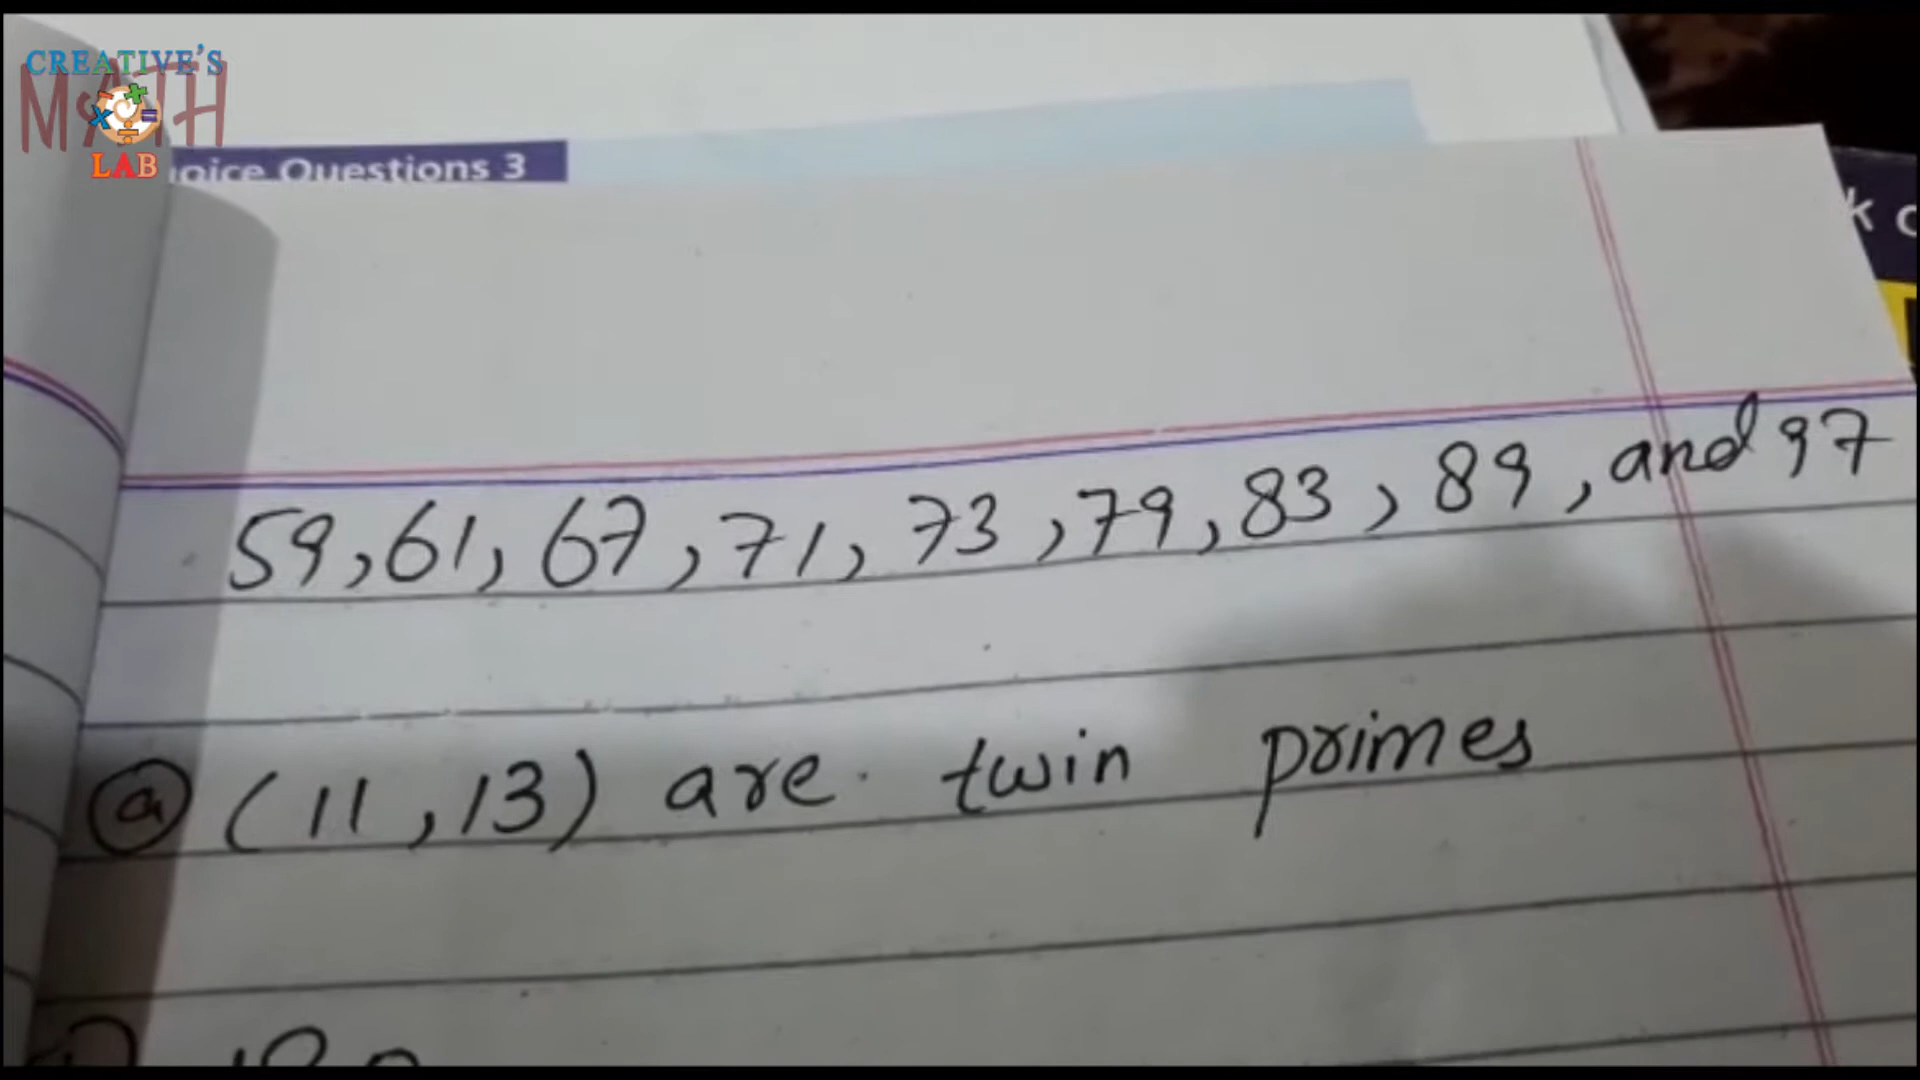 CREATIVE'S
MATH
LAB
oice Questions 3
59, 61, 67, 71, 73, 79, 83, 89, and 97
(a) (11, 13) are twin primes